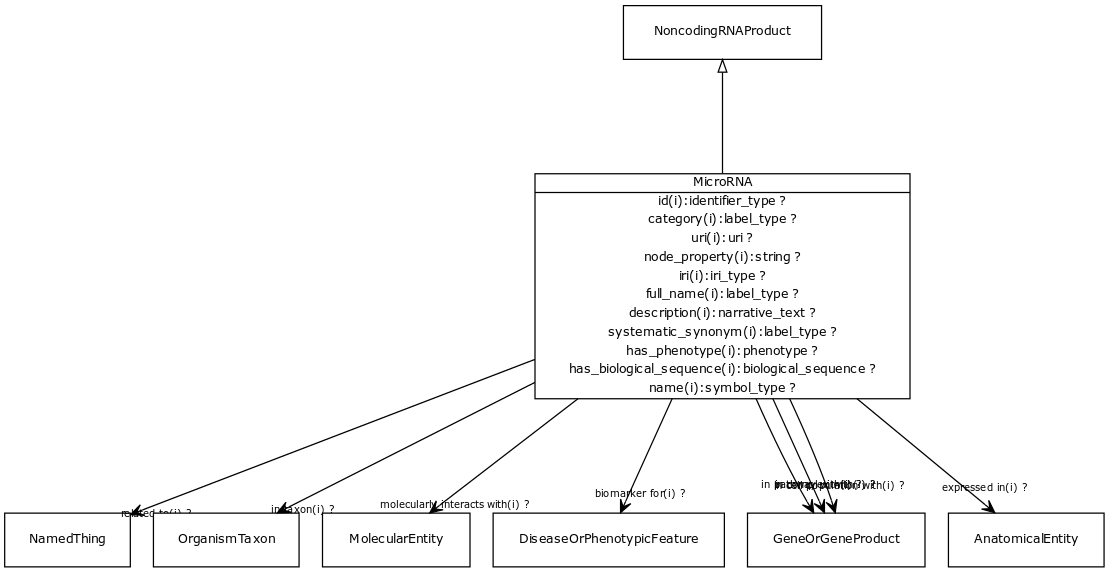 NoncodingRNAProduct
MicroRNA
id(i):identifier_type ?
category(i):label_type ?
uri(i):uri ?
node_property(i):string ?
iri(i):iri_type ?
full_name(i):label_type ?
description(i):narrative_text ?
systematic_synonym(i):label_type ?
has_phenotype(i):phenotype ?
has_biological_sequence(i):biological_sequence ?
name(i):symbol_type ?
related to(i) ?
in taxon(i) ?
molecularly interacts with(i) ?
biomarker for(i) ?
in
with(i) ?
expressed in(i) ?
NamedThing
OrganismTaxon
MolecularEntity
DiseaseOrPhenotypicFeature
GeneOrGeneProduct
AnatomicalEntity